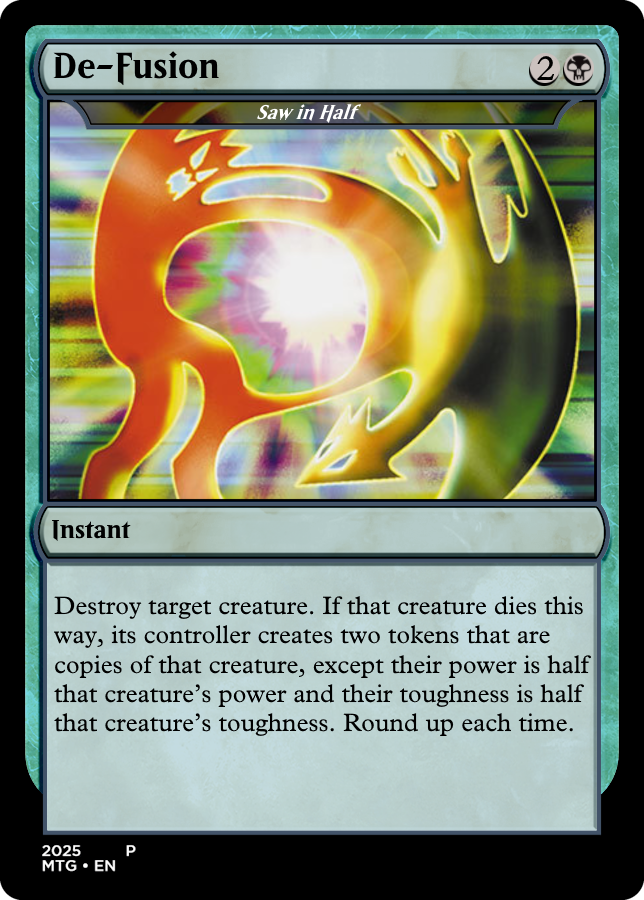 De-Fusion 2
Saw in Half
Instant
Destroy target creature. If that creature dies this
way, its controller creates two tokens that are
copies of that creature, except their power is half
that creature's power and their toughness is half
that creature's toughness. Round up each time.
2025 P
MTG • EN